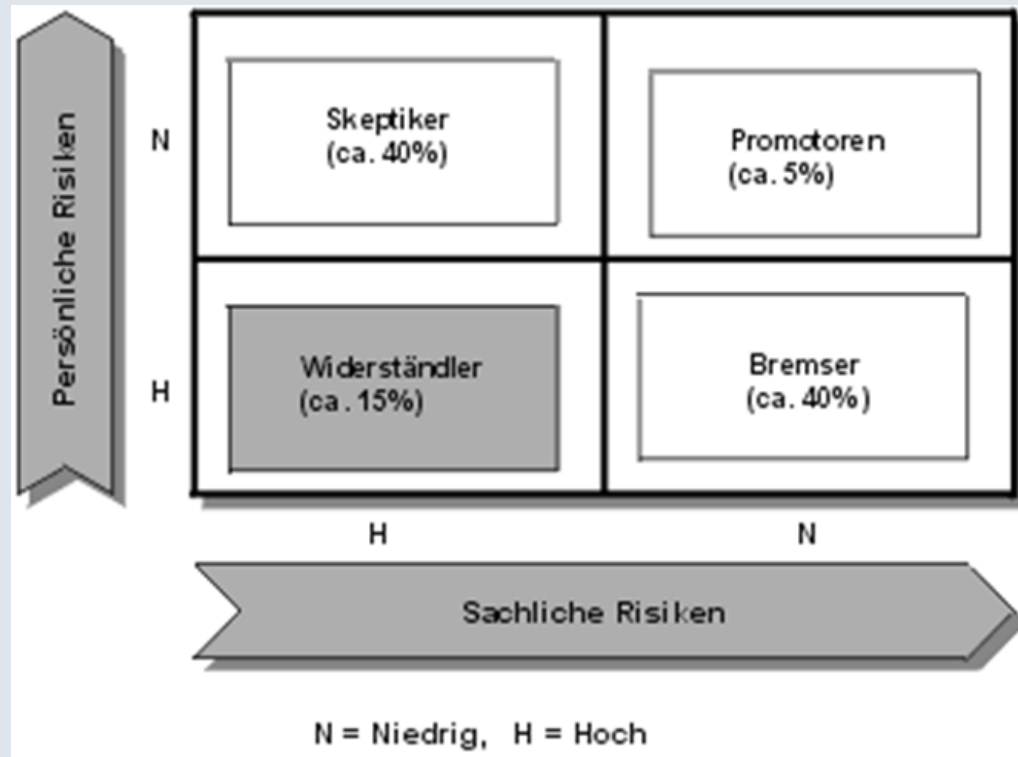 Persönliche Risiken
N
Skeptiker
(ca. 40%)
Promotoren
(ca. 5%)
H
Widerständler
(ca. 15%)
Bremser
(ca. 40%)
H
N
Sachliche Risiken
N = Niedrig, H = Hoch